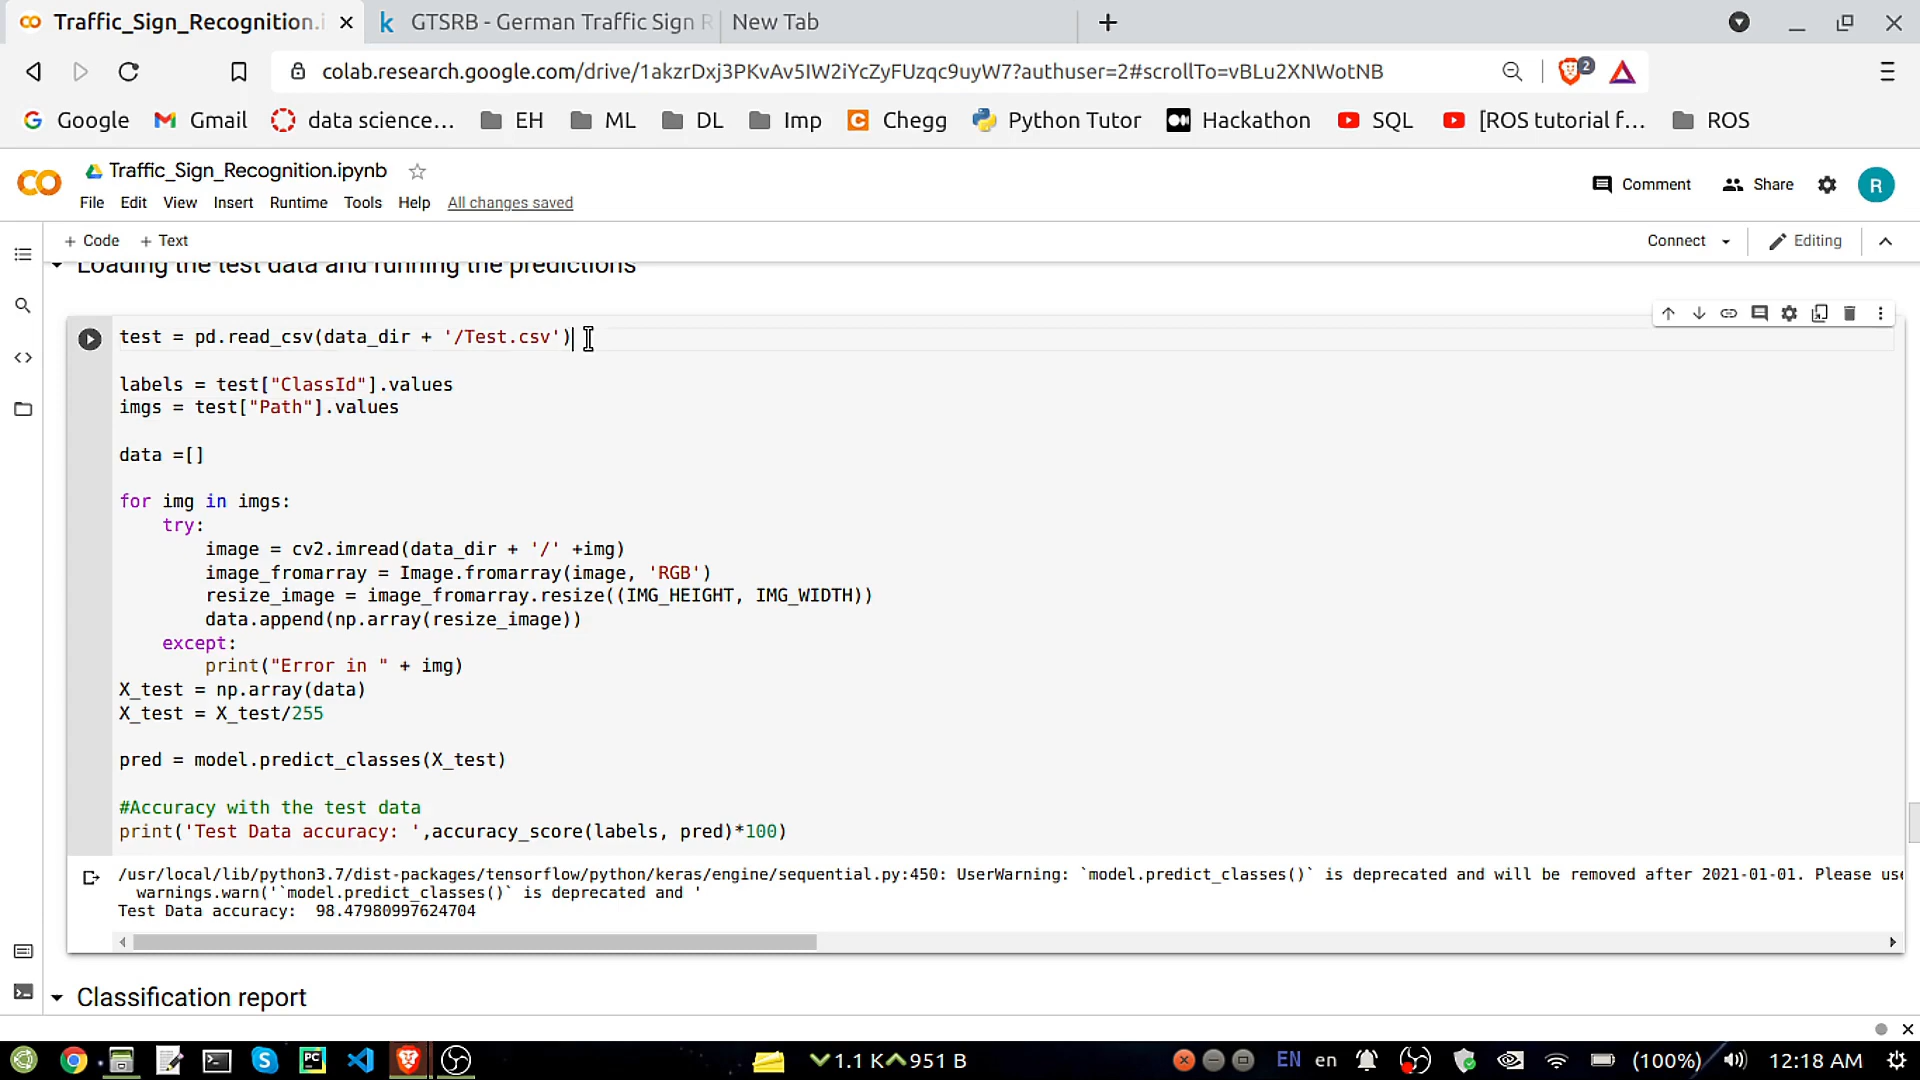 Traffic_Sign_Recognition.i
GTSRB - German Traffic Sign R
New Tab
colab.research.google.com/drive/1akzrDxj3PKvAv5IW2iYcZyFUzqc9uyW7?authuser=2#scrollTo=vBLu2XNWotNB
2
Google
Gmail
data science…
EH
ML
DL
Imp
Chegg
Python Tutor
Hackathon
SQL
[ROS tutorial f…
ROS
Traffic_Sign_Recognition.ipynb
File Edit View Insert Runtime Tools Help All changes saved
Comment
Share
R
+ Code + Text
Connect
Editing
Loading the test data and running the predictions
test = pd.read_csv(data_dir + '/Test.csv')
labels = test["ClassId"].values
imgs = test["Path"].values
data =[]
for img in imgs:
    try:
        image = cv2.imread(data_dir + '/' +img)
        image_fromarray = Image.fromarray(image, 'RGB')
        resize_image = image_fromarray.resize((IMG_HEIGHT, IMG_WIDTH))
        data.append(np.array(resize_image))
    except:
        print("Error in " + img)
X_test = np.array(data)
X_test = X_test/255
pred = model.predict_classes(X_test)
#Accuracy with the test data
print('Test Data accuracy: ',accuracy_score(labels, pred)*100)
/usr/local/lib/python3.7/dist-packages/tensorflow/python/keras/engine/sequential.py:450: UserWarning: `model.predict_classes()` is deprecated and will be removed after 2021-01-01. Please use
  warnings.warn('`model.predict_classes()` is deprecated and '
Test Data accuracy:  98.47980997624704
Classification report
1.1 K 951 B
EN en
(100%)
12:18 AM